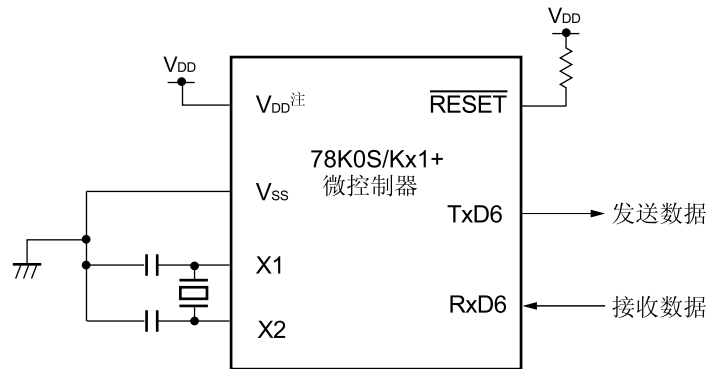 VDD
VDD
VDD注
RESET
78K0S/Kx1+
微控制器
VSS
TxD6
发送数据
X1
RxD6
接收数据
X2